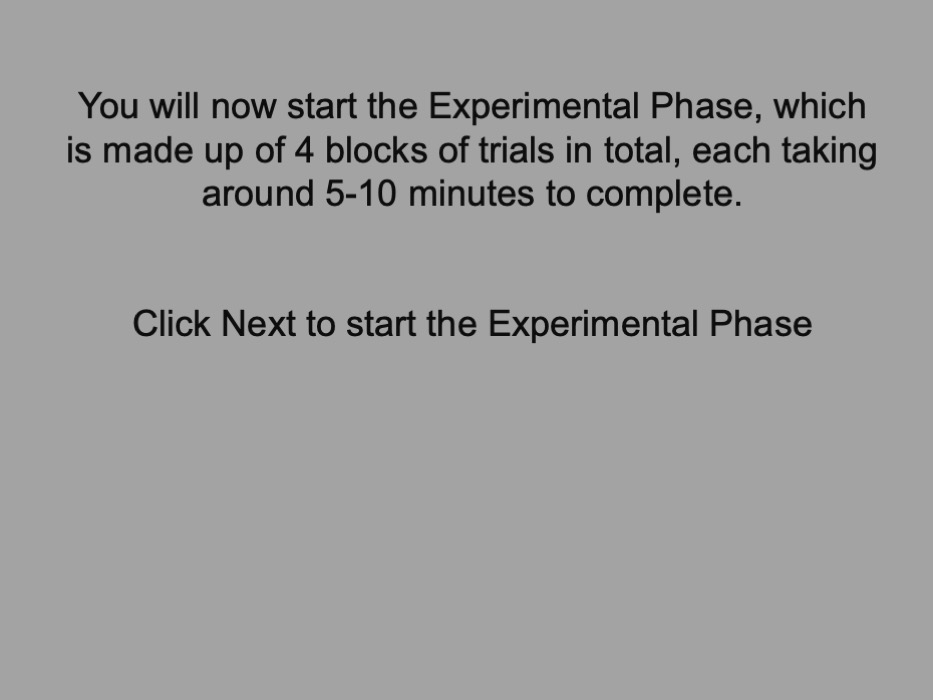 You will now start the Experimental Phase, which
is made up of 4 blocks of trials in total, each taking
around 5-10 minutes to complete.
Click Next to start the Experimental Phase